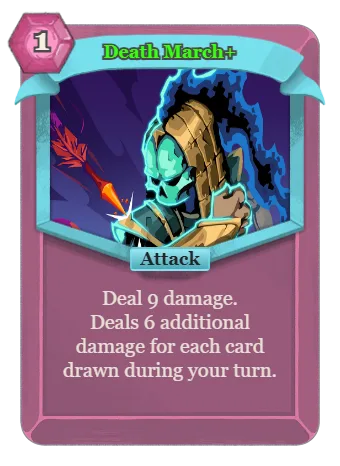 1
Death March+
Attack
Deal 9 damage.
Deals 6 additional
damage for each card
drawn during your turn.